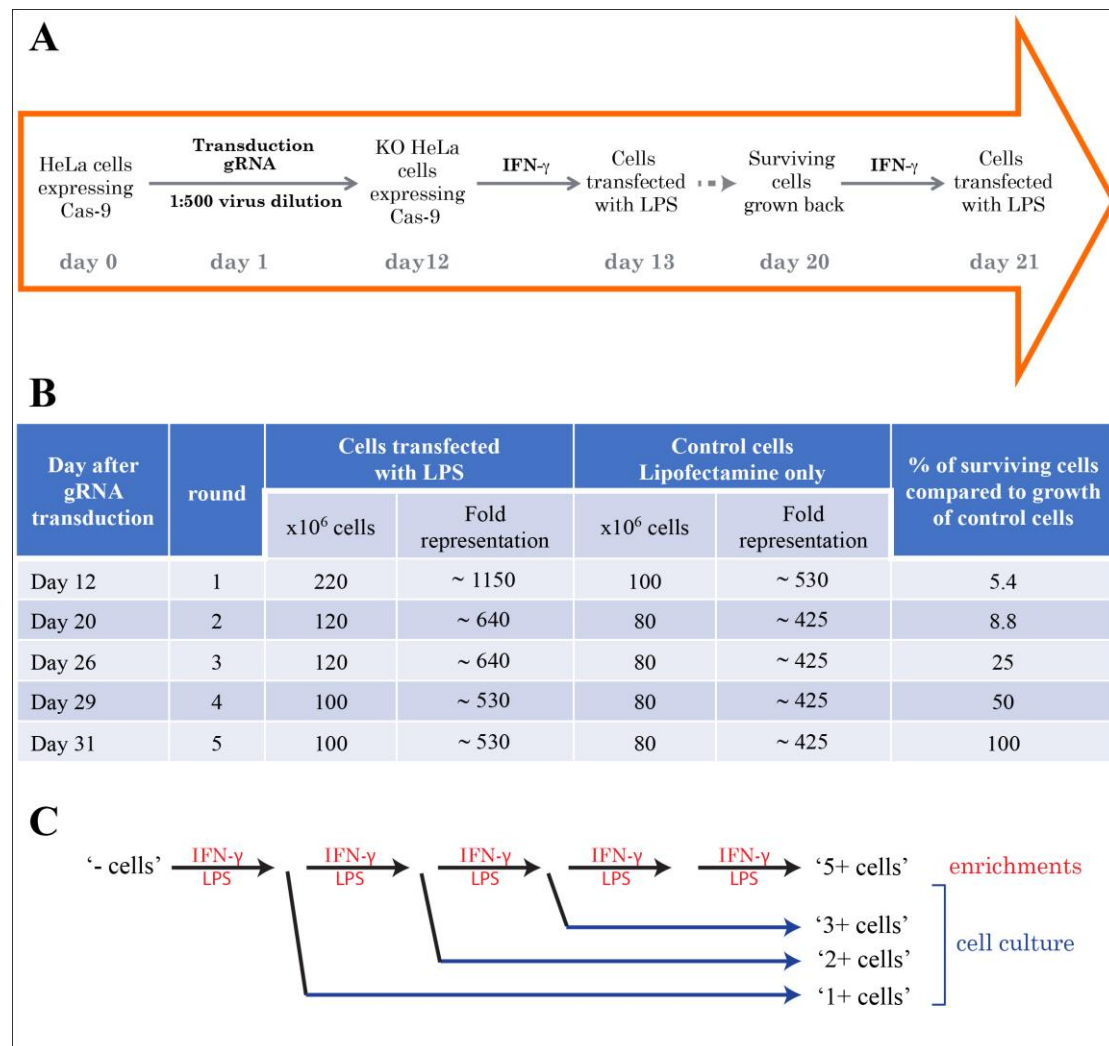 A
HeLa cells
expressing
Cas-9
Transduction
gRNA
1:500 virus dilution
KO HeLa
cells
expressing
Cas-9
IFN-γ
Cells
transfected
with LPS
Surviving
cells
grown back
IFN-γ
Cells
transfected
with LPS
day 0
day 1
day12
day 13
day 20
day 21
B
Day after
gRNA
transduction
round
Cells transfected
with LPS
Control cells
Lipofectamine only
% of surviving cells
compared to growth
of control cells
x10⁶ cells
Fold
representation
x10⁶ cells
Fold
representation
Day 12 1 220 ~ 1150 100 ~ 530 5.4
Day 20 2 120 ~ 640 80 ~ 425 8.8
Day 26 3 120 ~ 640 80 ~ 425 25
Day 29 4 100 ~ 530 80 ~ 425 50
Day 31 5 100 ~ 530 80 ~ 425 100
C
‘- cells’ IFN-γ IFN-γ IFN-γ IFN-γ IFN-γ ‘5+ cells’ enrichments
LPS LPS LPS LPS LPS
‘3+ cells’
cell culture
‘2+ cells’
‘1+ cells’